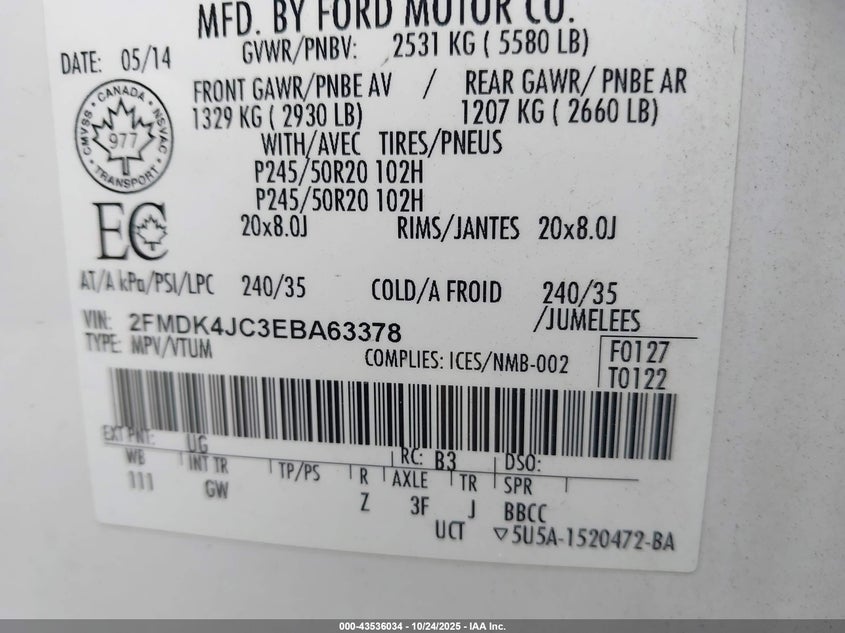 MFD. BY FORD MOTOR CO.
DATE: 05/14
GVWR/PNBV: 2531 KG ( 5580 LB)
FRONT GAWR/PNBE AV / REAR GAWR/ PNBE AR
1329 KG ( 2930 LB) 1207 KG ( 2660 LB)
CANADA
CMVSS NSVAC
977
TRANSPORT
WITH/AVEC TIRES/PNEUS
P245/50R20 102H
P245/50R20 102H
EC
20x8.0J RIMS/JANTES 20x8.0J
AT/A kPa/PSI/LPC 240/35 COLD/A FROID 240/35
VIN: 2FMDK4JC3EBA63378 /JUMELEES
TYPE: MPV/VTUM COMPLIES: ICES/NMB-002 F0127
T0122
EXT PNT: UG RC: B3 DSO:
WB INT TR TP/PS R AXLE TR SPR
111 GW Z 3F J BBCC
UCT ▽5U5A-1520472-BA
000-43536034 / 10/24/2025 - IAA Inc.